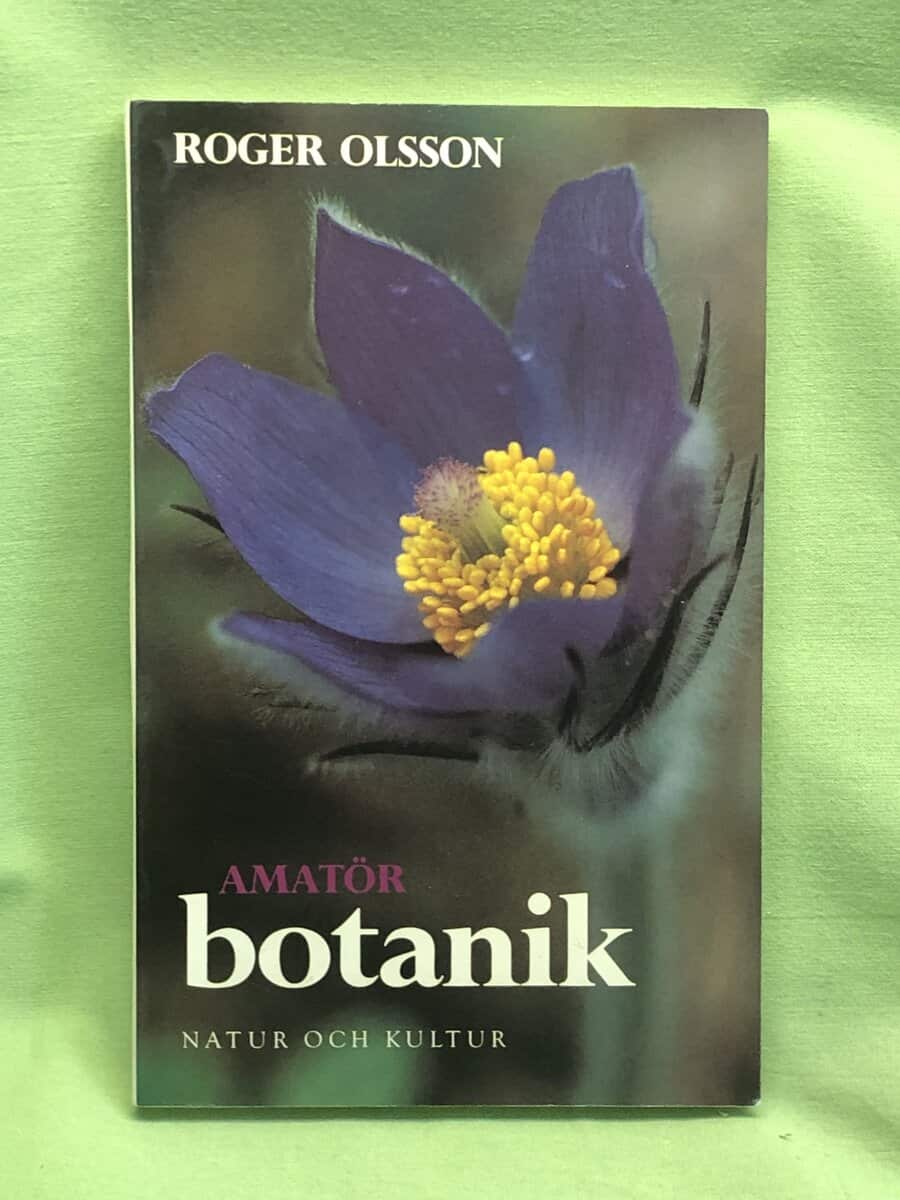 ROGER OLSSON
AMATÖR
botanik
NATUR OCH KULTUR